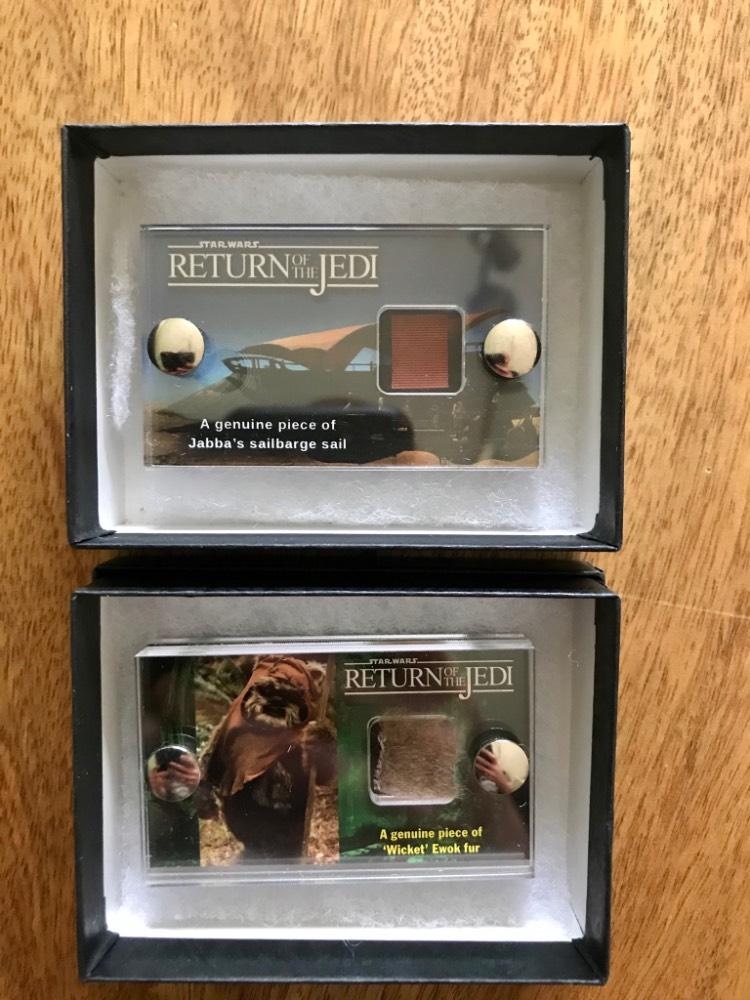 STAR WARS
RETURN OF THE JEDI
A genuine piece of
Jabba's sailbarge sail
STAR WARS
RETURN OF THE JEDI
A genuine piece of
'Wicket' Ewok fur